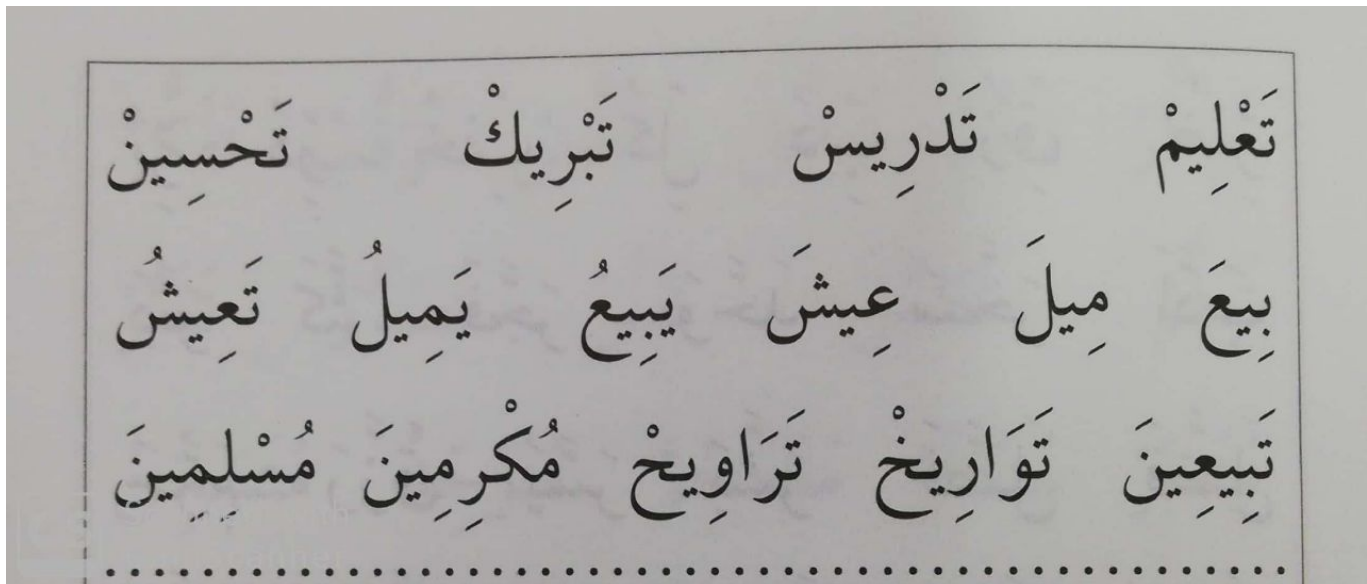 تَعْلِيمْ تَدْرِيسْ تَبْرِيكْ تَحْسِينْ
بِيعَ مِيلَ عِيشَ يَبِيعُ يَمِيلُ تَعِيشُ
تَبِيعِينَ تَوَارِيخْ تَرَاوِيحْ مُكْرِمِينَ مُسْلِمِينَ